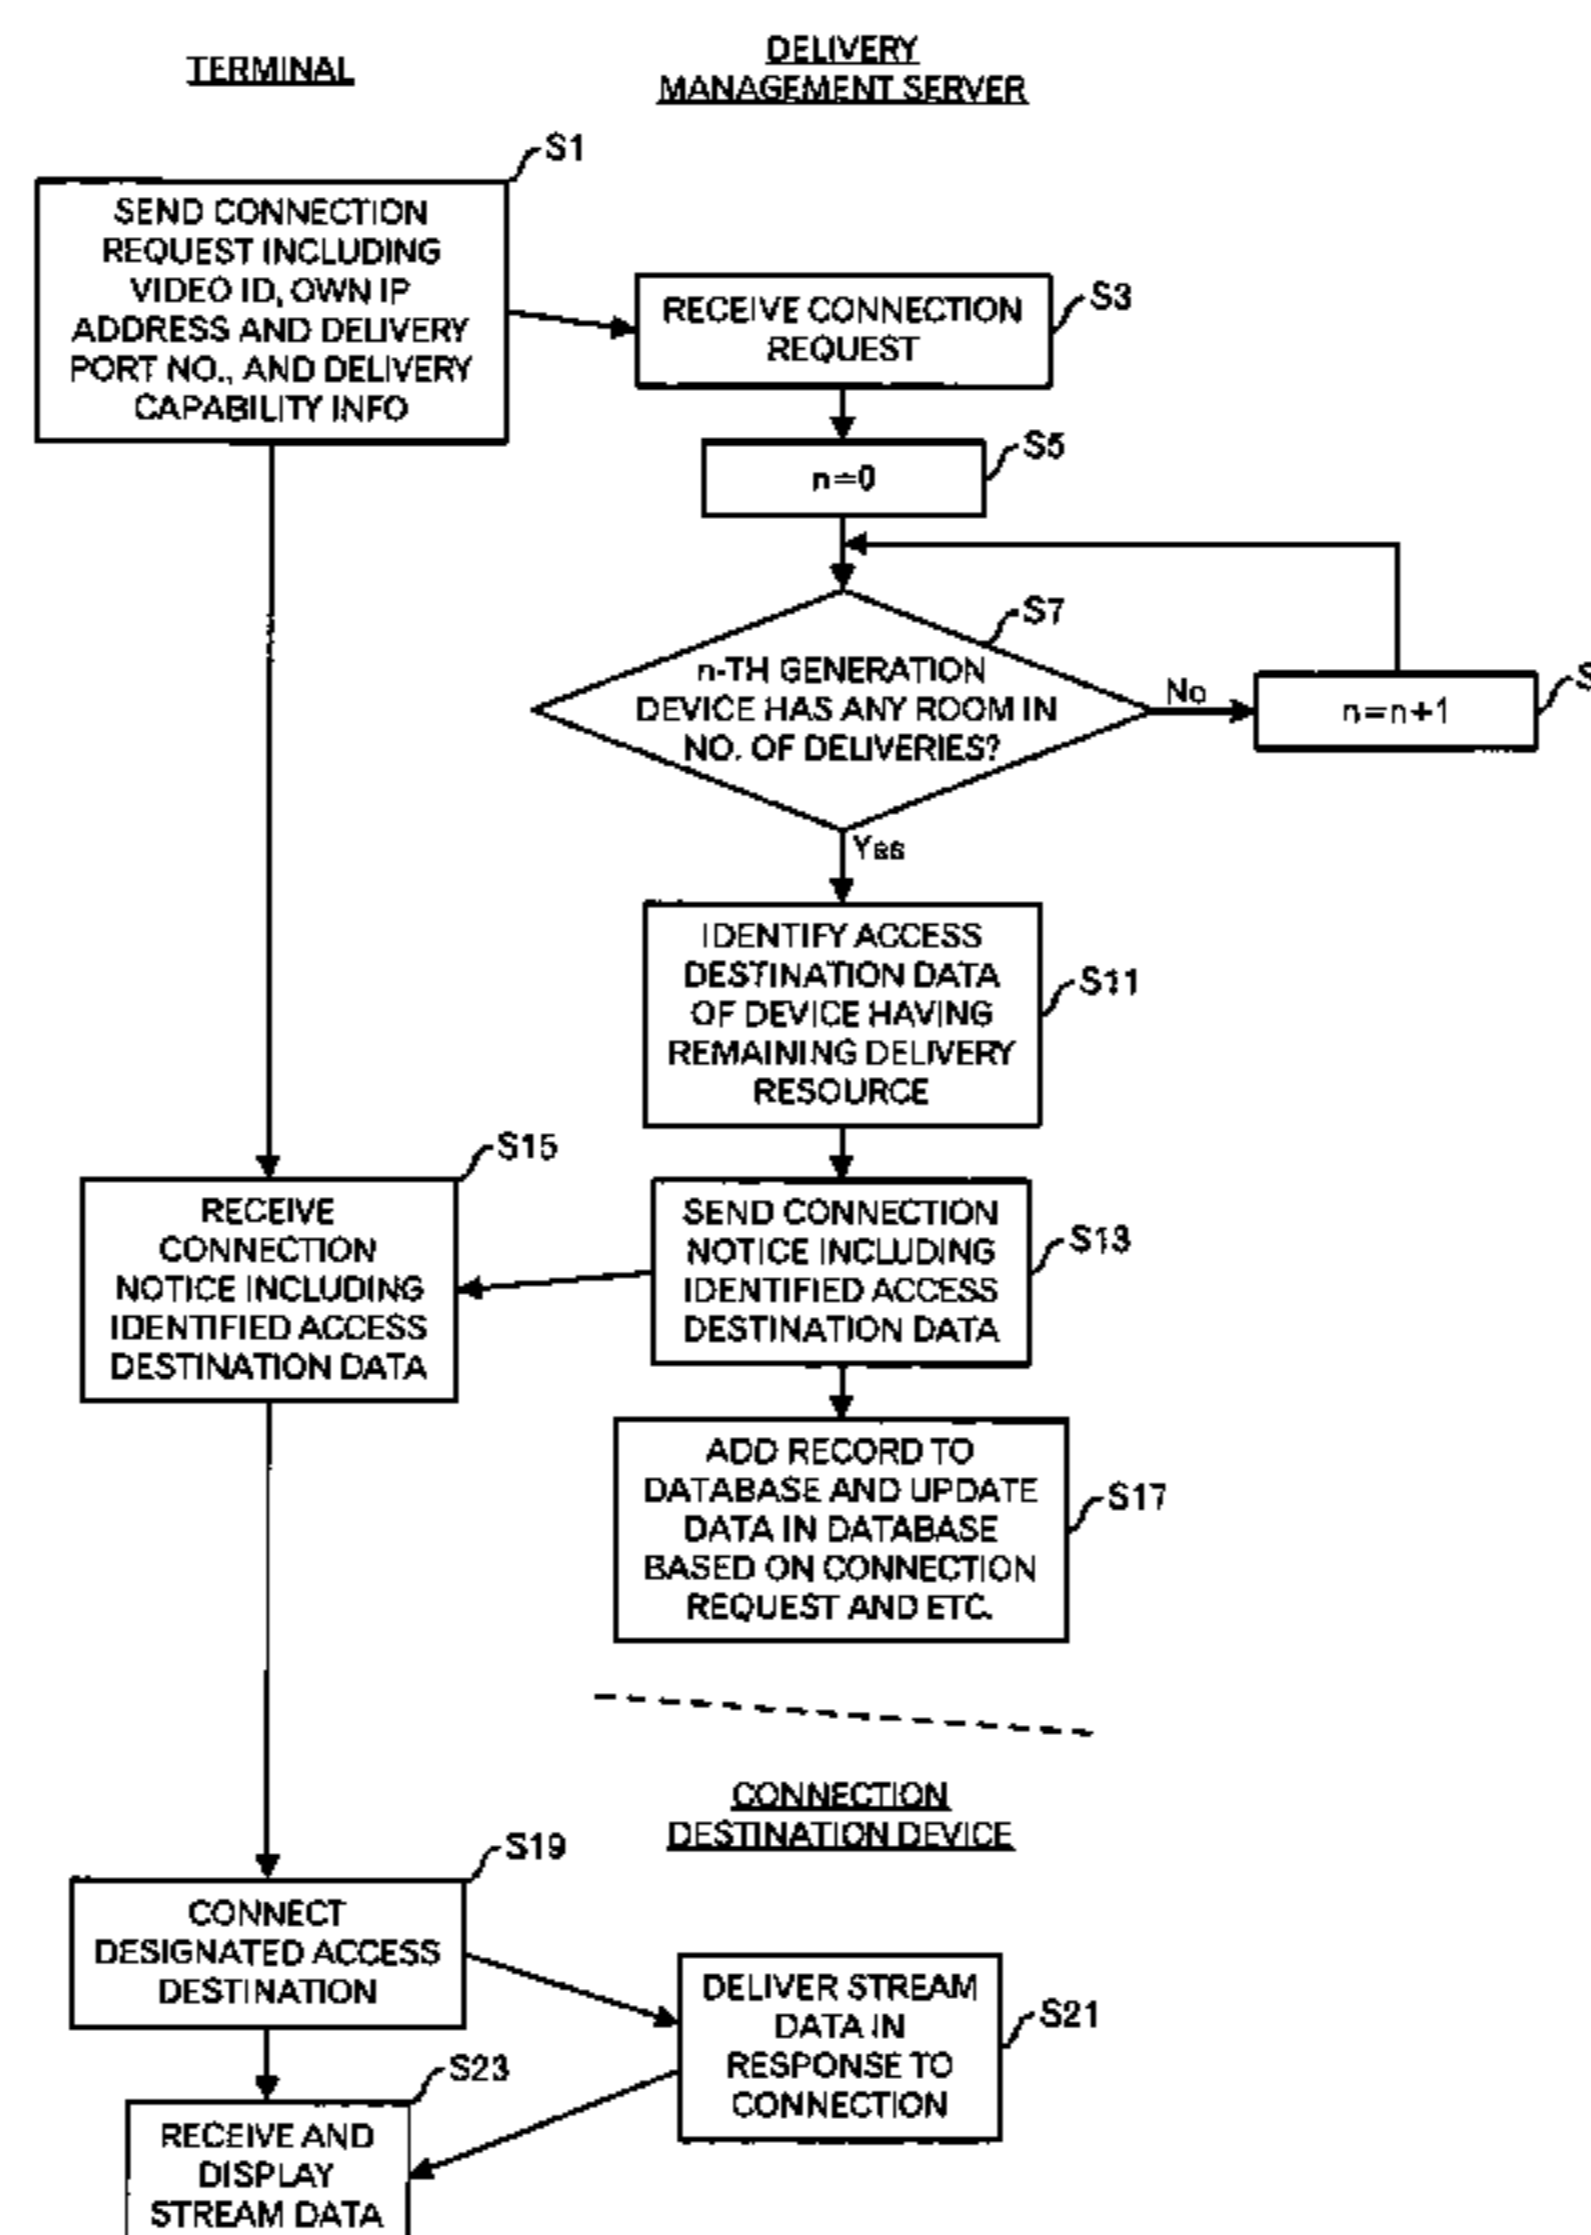 TERMINAL
DELIVERY
MANAGEMENT SERVER
S1
SEND CONNECTION
REQUEST INCLUDING
VIDEO ID, OWN IP
ADDRESS AND DELIVERY
PORT NO., AND DELIVERY
CAPABILITY INFO
S3
RECEIVE CONNECTION
REQUEST
S5
n=0
S7
n-TH GENERATION
DEVICE HAS ANY ROOM IN
NO. OF DELIVERIES?
No
n=n+1
Yes
S11
IDENTIFY ACCESS
DESTINATION DATA
OF DEVICE HAVING
REMAINING DELIVERY
RESOURCE
S15
RECEIVE
CONNECTION
NOTICE INCLUDING
IDENTIFIED ACCESS
DESTINATION DATA
S13
SEND CONNECTION
NOTICE INCLUDING
IDENTIFIED ACCESS
DESTINATION DATA
S17
ADD RECORD TO
DATABASE AND UPDATE
DATA IN DATABASE
BASED ON CONNECTION
REQUEST AND ETC.
CONNECTION
DESTINATION DEVICE
S19
CONNECT
DESIGNATED ACCESS
DESTINATION
S21
DELIVER STREAM
DATA IN
RESPONSE TO
CONNECTION
S23
RECEIVE AND
DISPLAY
STREAM DATA